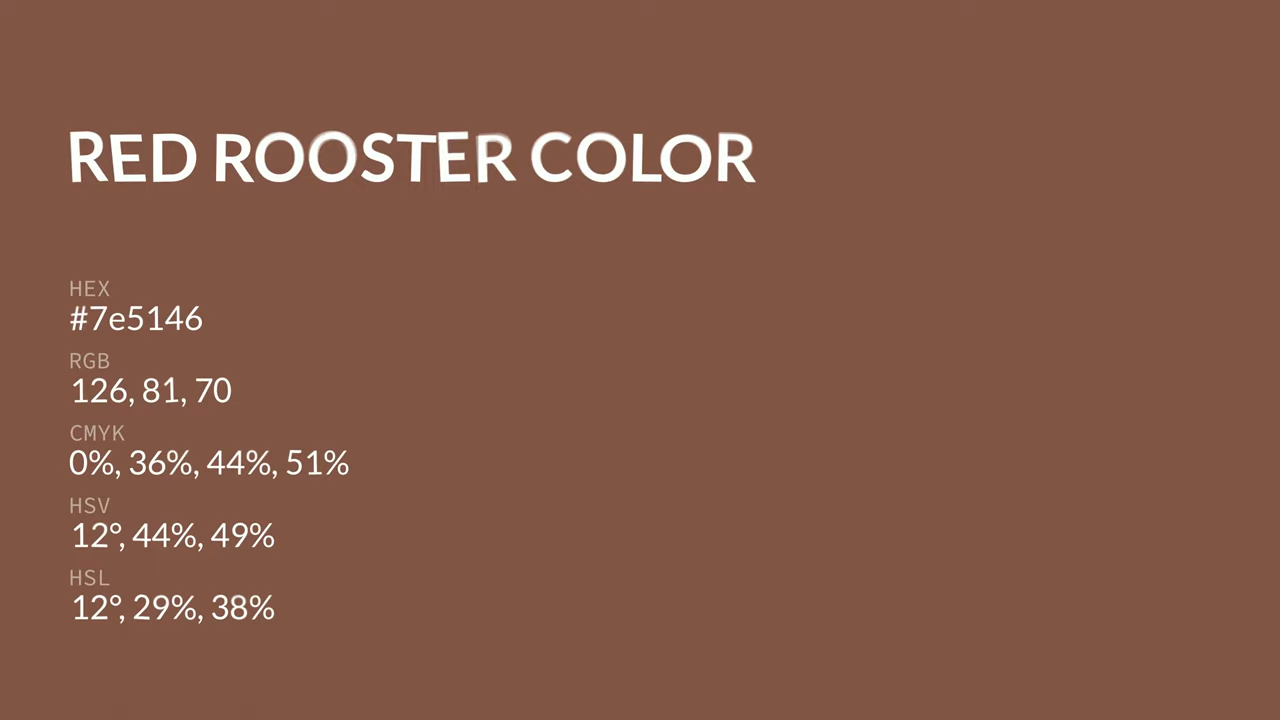 RED ROOSTER COLOR
HEX
#7e5146
RGB
126, 81, 70
CMYK
0%, 36%, 44%, 51%
HSV
12°, 44%, 49%
HSL
12°, 29%, 38%